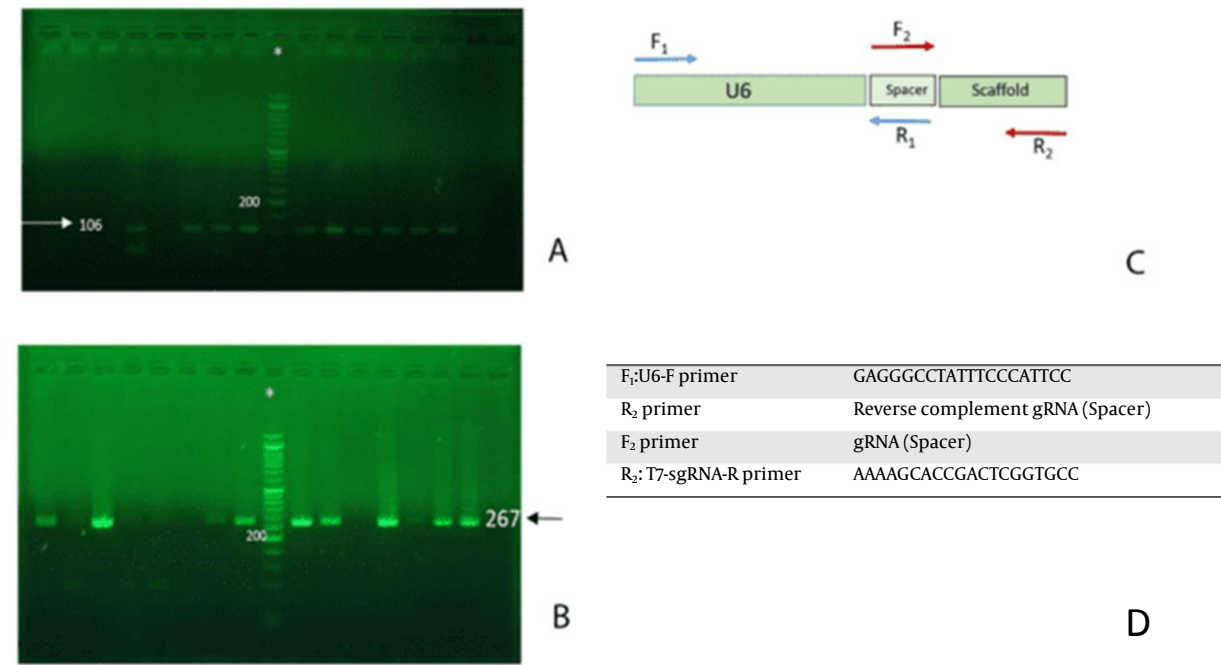 *
200
106
A
F₁
F₂
U6
Spacer
Scaffold
R₁
R₂
C
*
267
200
B
F₁:U6-F primer GAGGGCCTATTTCCCATTCC
R₂ primer Reverse complement gRNA (Spacer)
F₂ primer gRNA (Spacer)
R₂: T7-sgRNA-R primer AAAAGCACCGACTCGGTGCC
D